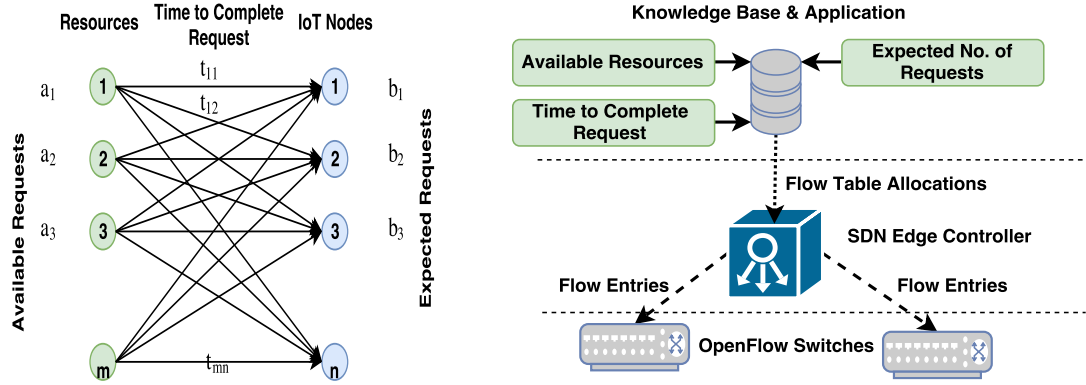 Resources
Time to Complete
Request
IoT Nodes
Available Requests
a1
a2
a3
1
2
3
m
t11
t12
tmn
1
2
3
n
b1
b2
b3
Expected Requests
Knowledge Base & Application
Available Resources
Time to Complete
Request
Expected No. of
Requests
Flow Table Allocations
SDN Edge Controller
Flow Entries
Flow Entries
OpenFlow Switches